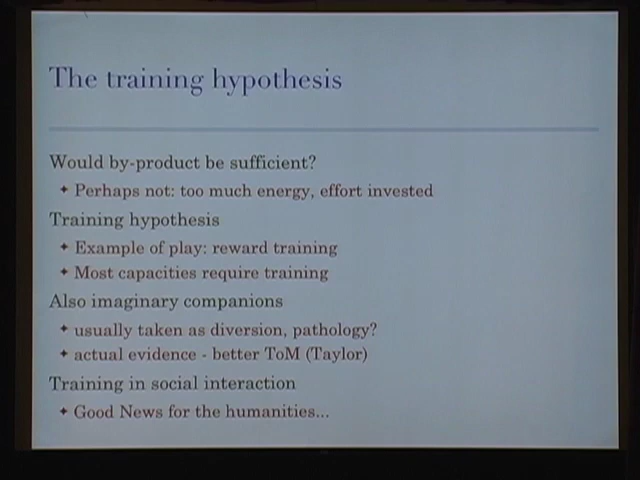 The training hypothesis
Would by-product be sufficient?
✦ Perhaps not: too much energy, effort invested
Training hypothesis
✦ Example of play: reward training
✦ Most capacities require training
Also imaginary companions
✦ usually taken as diversion, pathology?
✦ actual evidence - better ToM (Taylor)
Training in social interaction
✦ Good News for the humanities...